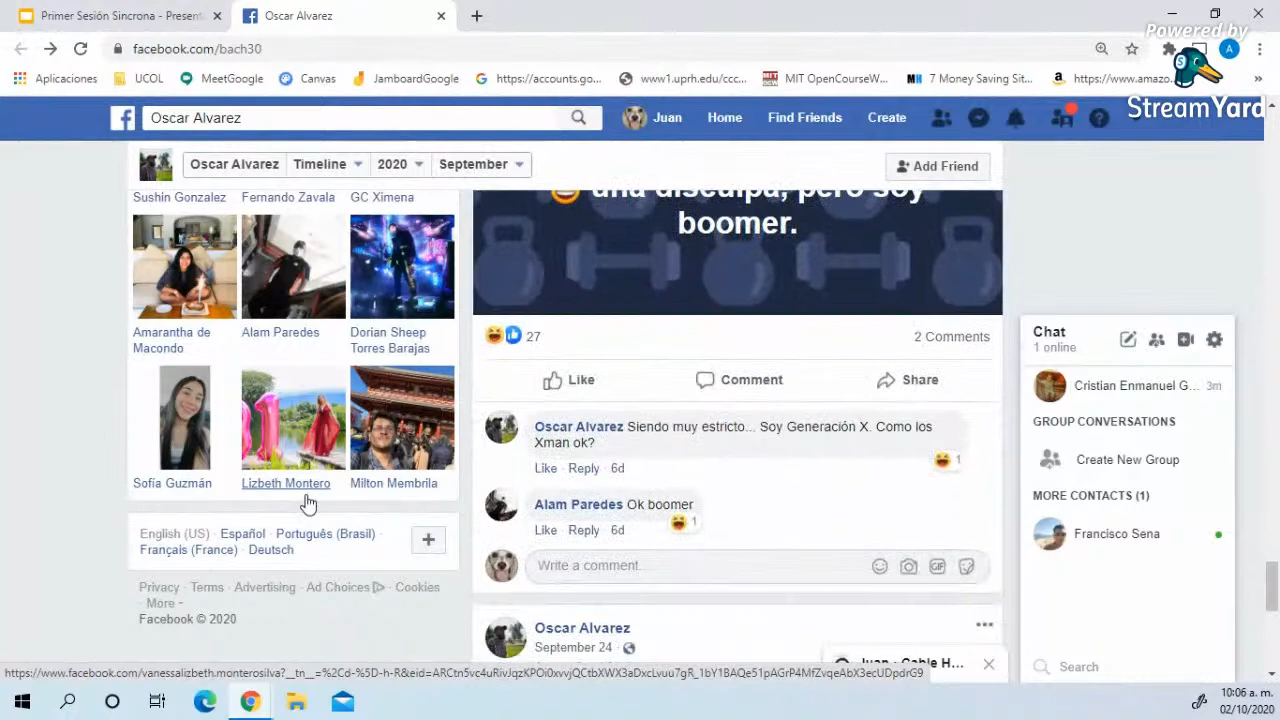 Primer Sesión Sincrona - Present
Oscar Alvarez
Powered by
StreamYard
facebook.com/bach30
A
Aplicaciones
UCOL
MeetGoogle
Canvas
JamboardGoogle
https://accounts.go...
www1.uprh.edu/ccc...
MIT OpenCourseW...
7 Money Saving Sit...
https://www.amazo
Oscar Alvarez
Juan
Home
Find Friends
Create
Oscar Alvarez
Timeline
2020
September
Add Friend
Sushin Gonzalez
Fernando Zavala
GC Ximena
Amarantha de
Macondo
Alam Paredes
Dorian Sheep
Torres Barajas
Sofía Guzmán
Lizbeth Montero
Milton Membrila
English (US) · Español · Português (Brasil) ·
Français (France) · Deutsch
Privacy · Terms · Advertising · Ad Choices · Cookies
· More
Facebook © 2020
una disculpa, pero soy
boomer.
27
2 Comments
Like
Comment
Share
Oscar Alvarez Siendo muy estricto... Soy Generación X. Como los
Xman ok?
1
Like · Reply · 6d
Alam Paredes Ok boomer
1
Like · Reply · 6d
Write a comment...
GIF
Oscar Alvarez
September 24 ·
Chat
1 online
Cristian Enmanuel G...
3m
GROUP CONVERSATIONS
Create New Group
MORE CONTACTS (1)
Francisco Sena
Search
10:06 a. m.
02/10/2020